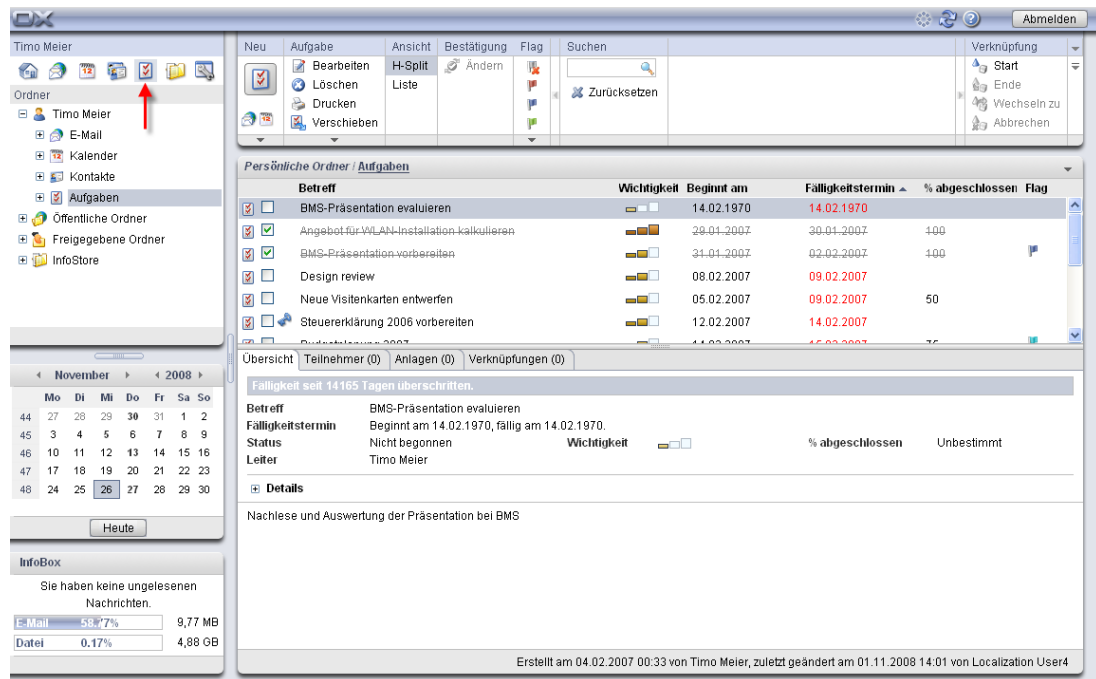 OX
Abmelden
Timo Meier
Ordner
Timo Meier
E-Mail
Kalender
Kontakte
Aufgaben
Öffentliche Ordner
Freigegebene Ordner
InfoStore
November 2008
Mo Di Mi Do Fr Sa So
44 27 28 29 30 31 1 2
45 3 4 5 6 7 8 9
46 10 11 12 13 14 15 16
47 17 18 19 20 21 22 23
48 24 25 26 27 28 29 30
Heute
InfoBox
Sie haben keine ungelesenen
Nachrichten.
E-Mail 58.77% 9,77 MB
Datei 0.17% 4,88 GB
Neu Aufgabe Ansicht Bestätigung Flag Suchen Verknüpfung
Bearbeiten H-Split Ändern Start
Löschen Liste Zurücksetzen Ende
Drucken Wechseln zu
Verschieben Abbrechen
Persönliche Ordner / Aufgaben
Betreff Wichtigkeit Beginnt am Fälligkeitstermin % abgeschlossen Flag
BMS-Präsentation evaluieren 14.02.1970 14.02.1970
Angebot für WLAN-Installation kalkulieren 29.01.2007 30.01.2007 100
BMS-Präsentation vorbereiten 31.01.2007 02.02.2007 100
Design review 08.02.2007 09.02.2007
Neue Visitenkarten entwerfen 05.02.2007 09.02.2007 50
Steuererklärung 2006 vorbereiten 12.02.2007 14.02.2007
Übersicht Teilnehmer (0) Anlagen (0) Verknüpfungen (0)
Fälligkeit seit 14165 Tagen überschritten.
Betreff BMS-Präsentation evaluieren
Fälligkeitstermin Beginnt am 14.02.1970, fällig am 14.02.1970.
Status Nicht begonnen Wichtigkeit % abgeschlossen Unbestimmt
Leiter Timo Meier
Details
Nachlese und Auswertung der Präsentation bei BMS
Erstellt am 04.02.2007 00:33 von Timo Meier, zuletzt geändert am 01.11.2008 14:01 von Localization User4